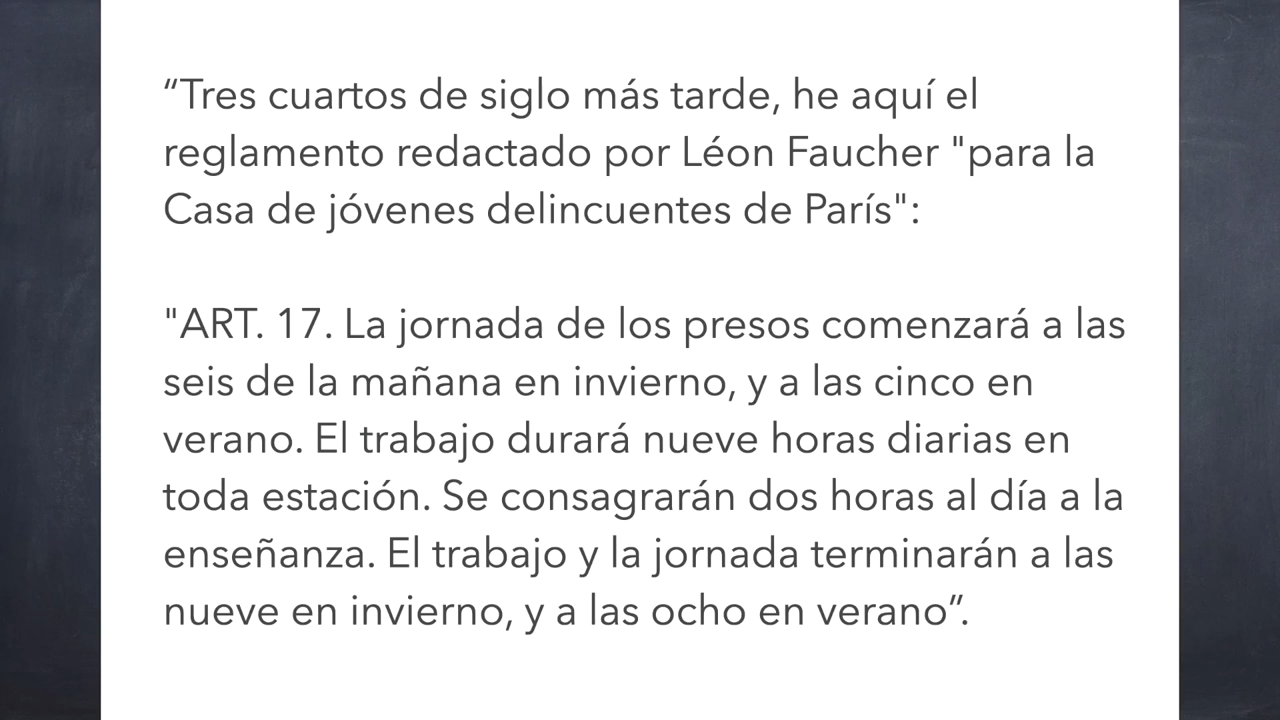 “Tres cuartos de siglo más tarde, he aquí el
reglamento redactado por Léon Faucher "para la
Casa de jóvenes delincuentes de París":
"ART. 17. La jornada de los presos comenzará a las
seis de la mañana en invierno, y a las cinco en
verano. El trabajo durará nueve horas diarias en
toda estación. Se consagrarán dos horas al día a la
enseñanza. El trabajo y la jornada terminarán a las
nueve en invierno, y a las ocho en verano”.